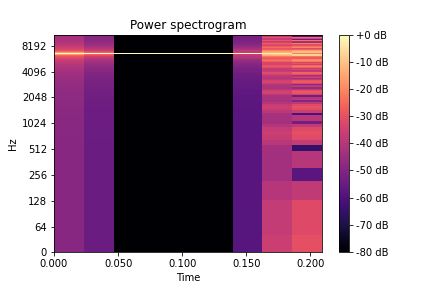 Power spectrogram
8192
4096
2048
1024
512
256
128
64
0
Hz
0.000
0.050
0.100
0.150
0.200
Time
+0 dB
-10 dB
-20 dB
-30 dB
-40 dB
-50 dB
-60 dB
-70 dB
-80 dB